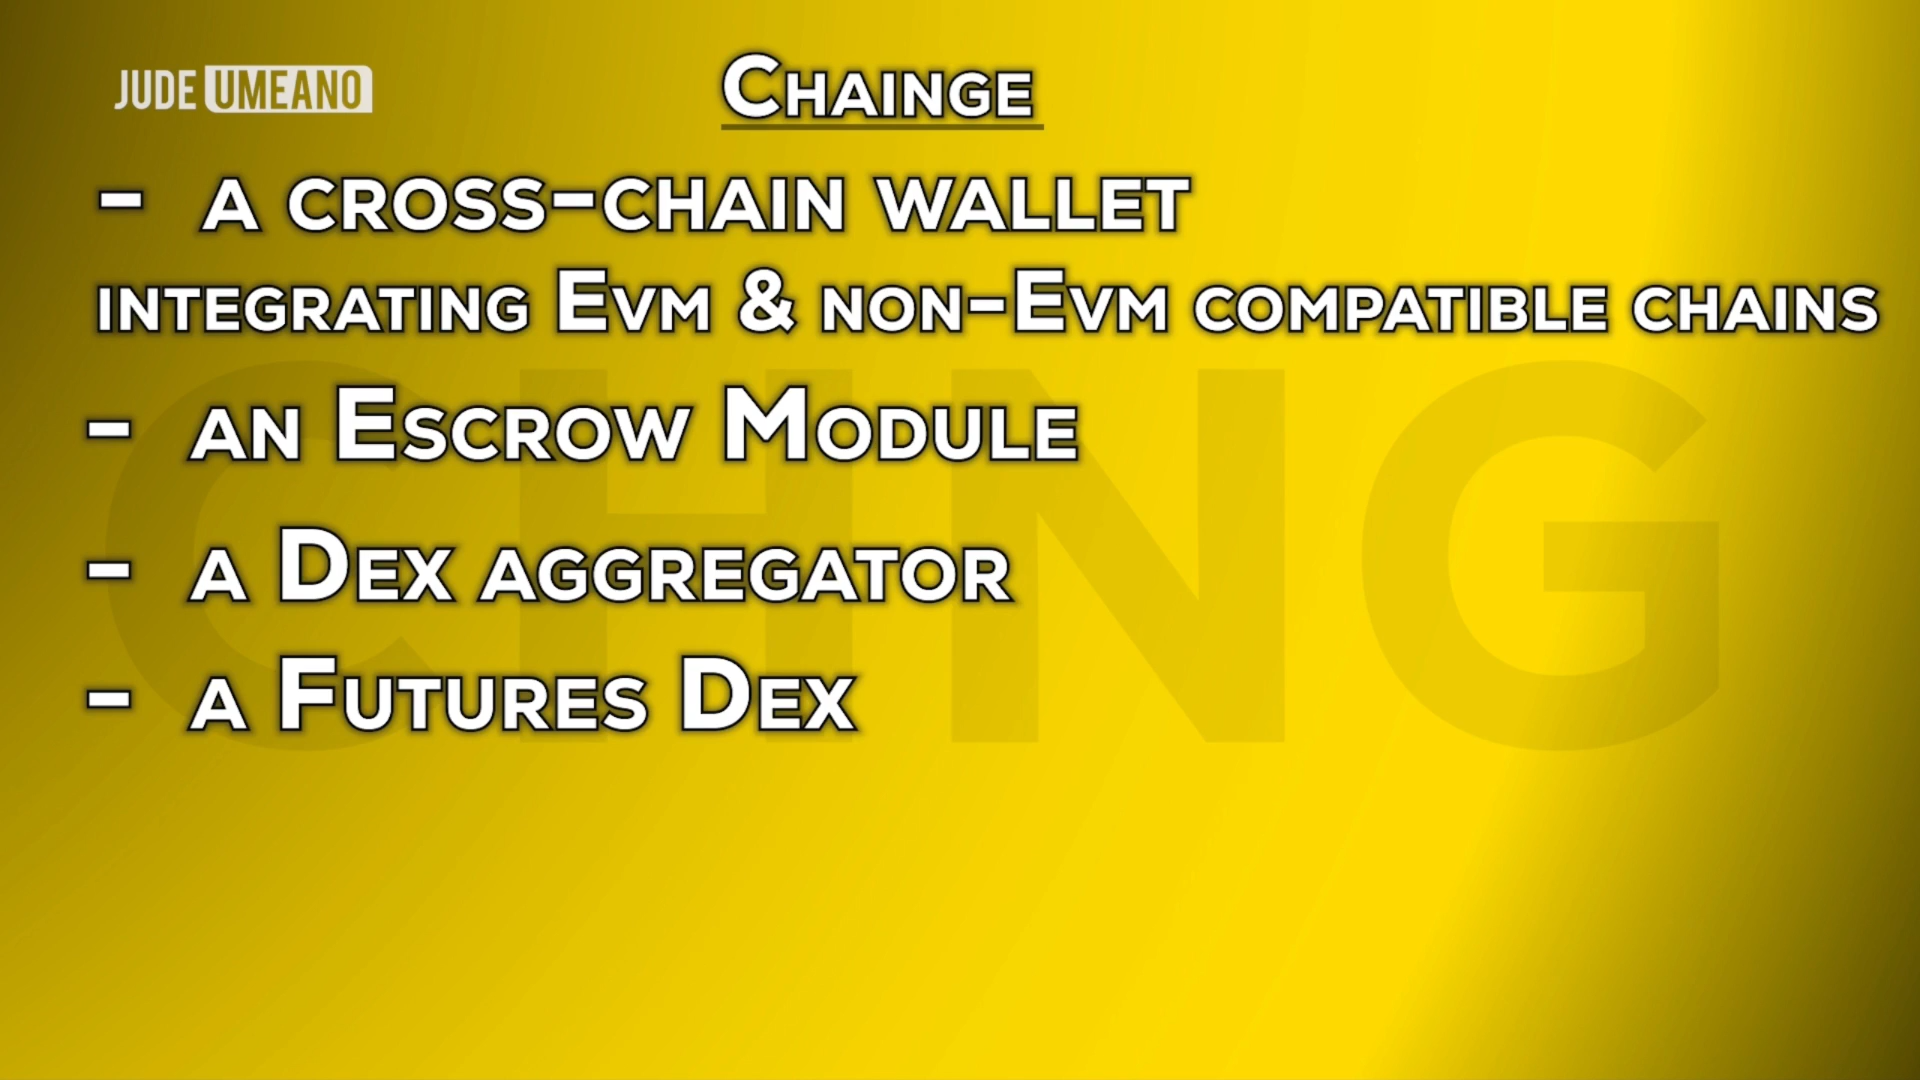 JUDE UMEANO
Chainge
- a cross-chain wallet
integrating Evm & non-Evm compatible chains
- an Escrow Module
- a Dex aggregator
- a Futures Dex
CHNG